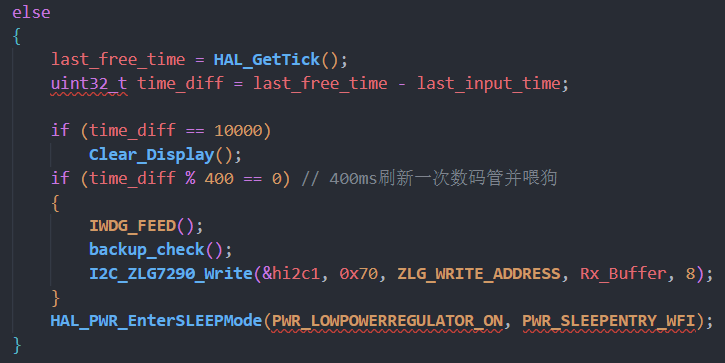 else
{
last_free_time = HAL_GetTick();
uint32_t time_diff = last_free_time - last_input_time;
if (time_diff == 10000)
Clear_Display();
if (time_diff % 400 == 0) // 400ms刷新一次数码管并喂狗
{
IWDG_FEED();
backup_check();
I2C_ZLG7290_Write(&hi2c1, 0x70, ZLG_WRITE_ADDRESS, Rx_Buffer, 8);
}
HAL_PWR_EnterSLEEPMode(PWR_LOWPOWERREGULATOR_ON, PWR_SLEEPENTRY_WFI);
}